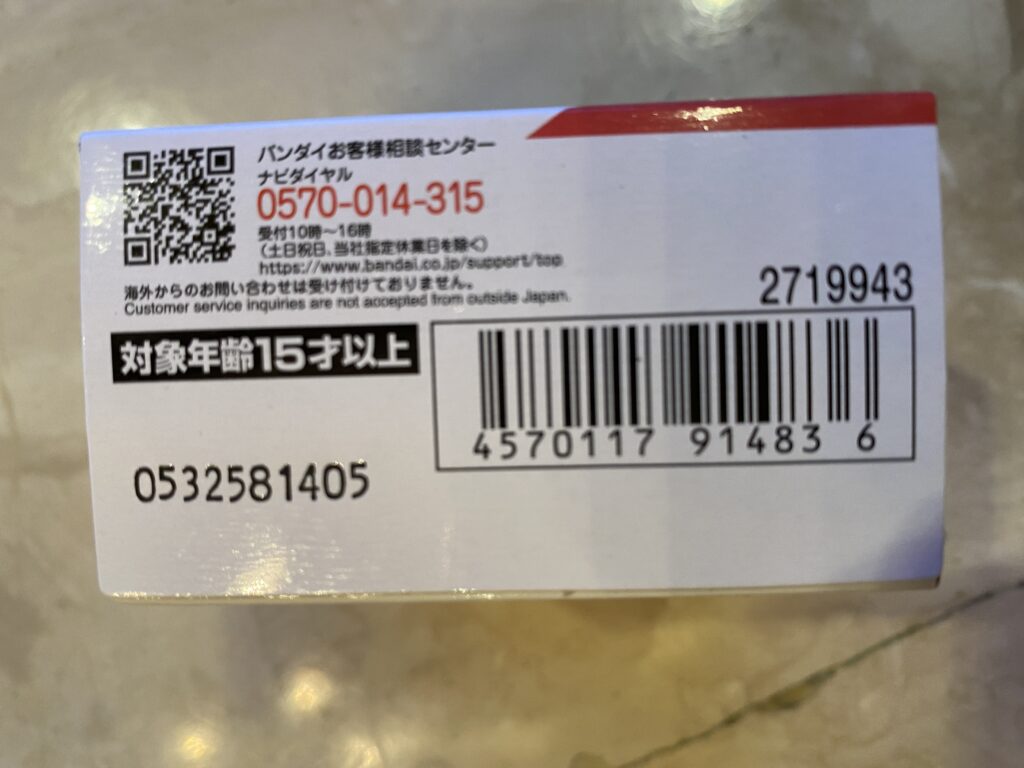 バンダイお客様相談センター
ナビダイヤル
0570-014-315
受付10時～16時
(土日祝日、当社指定休業日を除く)
https://www.bandai.co.jp/support/top
海外からのお問い合わせは受け付けておりません。
Customer service inquiries are not accepted from outside Japan.
2719943
対象年齢15才以上
4570117 91483 6
0532581405